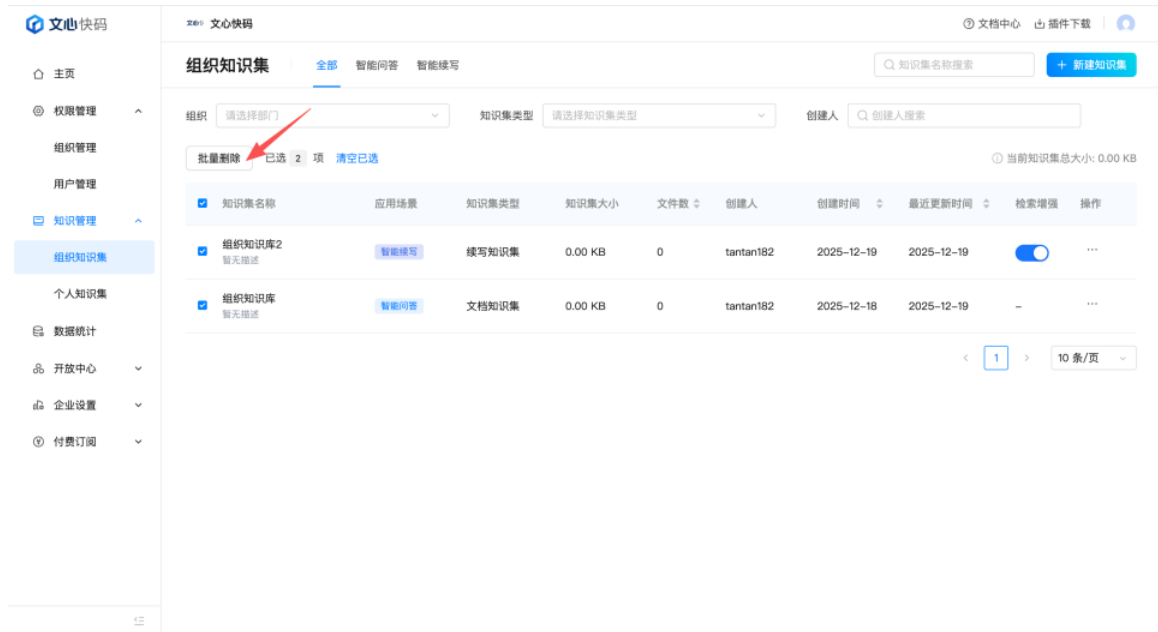 文心快码
文心快码 文心快码 文档中心 插件下载
主页
权限管理
组织管理
用户管理
知识管理
组织知识集
个人知识集
数据统计
开放中心
企业设置
付费订阅
组织知识集 全部 智能问答 智能续写 知识集名称搜索 + 新建知识集
组织 请选择部门 知识集类型 请选择知识集类型 创建人 创建人搜索
批量删除 已选 2 项 清空已选 当前知识集总大小: 0.00 KB
知识集名称 应用场景 知识集类型 知识集大小 文件数 创建人 创建时间 最近更新时间 检索增强 操作
组织知识库2 智能续写 续写知识集 0.00 KB 0 tantan182 2025-12-19 2025-12-19 ...
暂无描述
组织知识库 智能问答 文档知识集 0.00 KB 0 tantan182 2025-12-18 2025-12-19 – ...
暂无描述
< 1 > 10 条/页